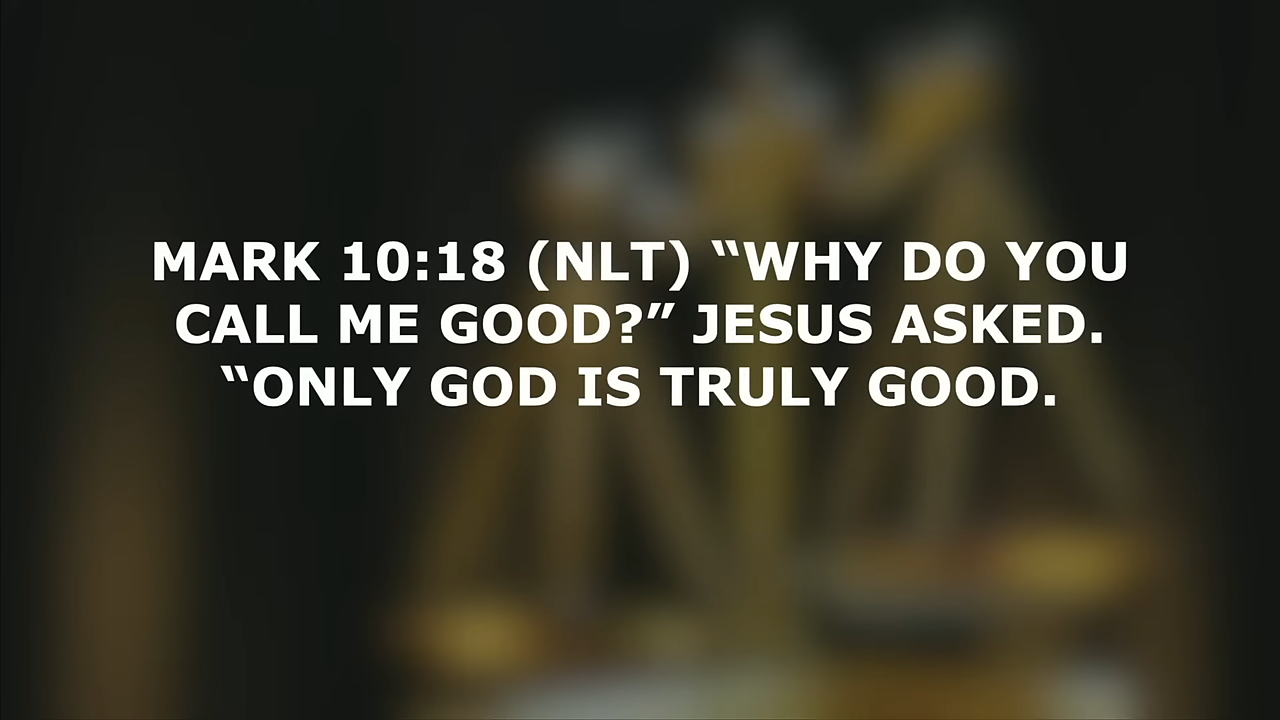 MARK 10:18 (NLT) “WHY DO YOU
CALL ME GOOD?” JESUS ASKED.
“ONLY GOD IS TRULY GOOD.